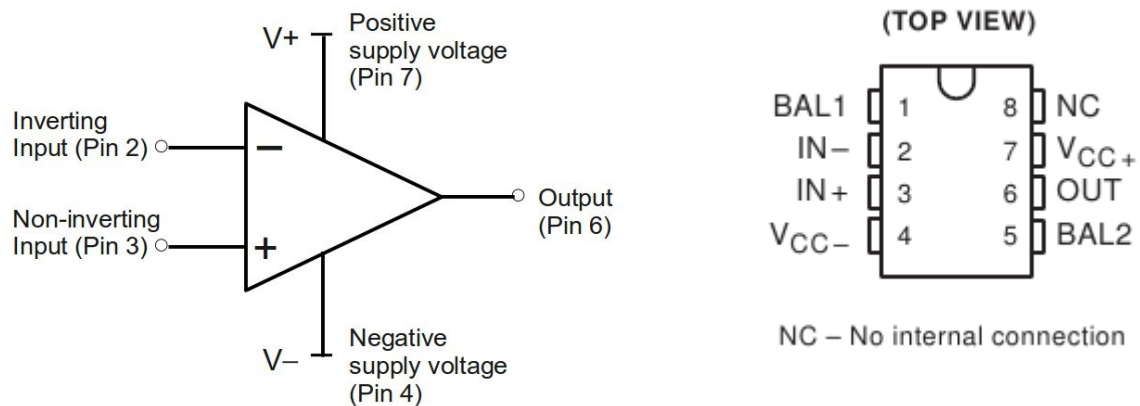 V+
Positive
supply voltage
(Pin 7)
Inverting
Input (Pin 2)
−
Non-inverting
Input (Pin 3)
+
Output
(Pin 6)
V−
Negative
supply voltage
(Pin 4)
(TOP VIEW)
BAL1 1 8 NC
IN− 2 7 VCC+
IN+ 3 6 OUT
VCC− 4 5 BAL2
NC – No internal connection